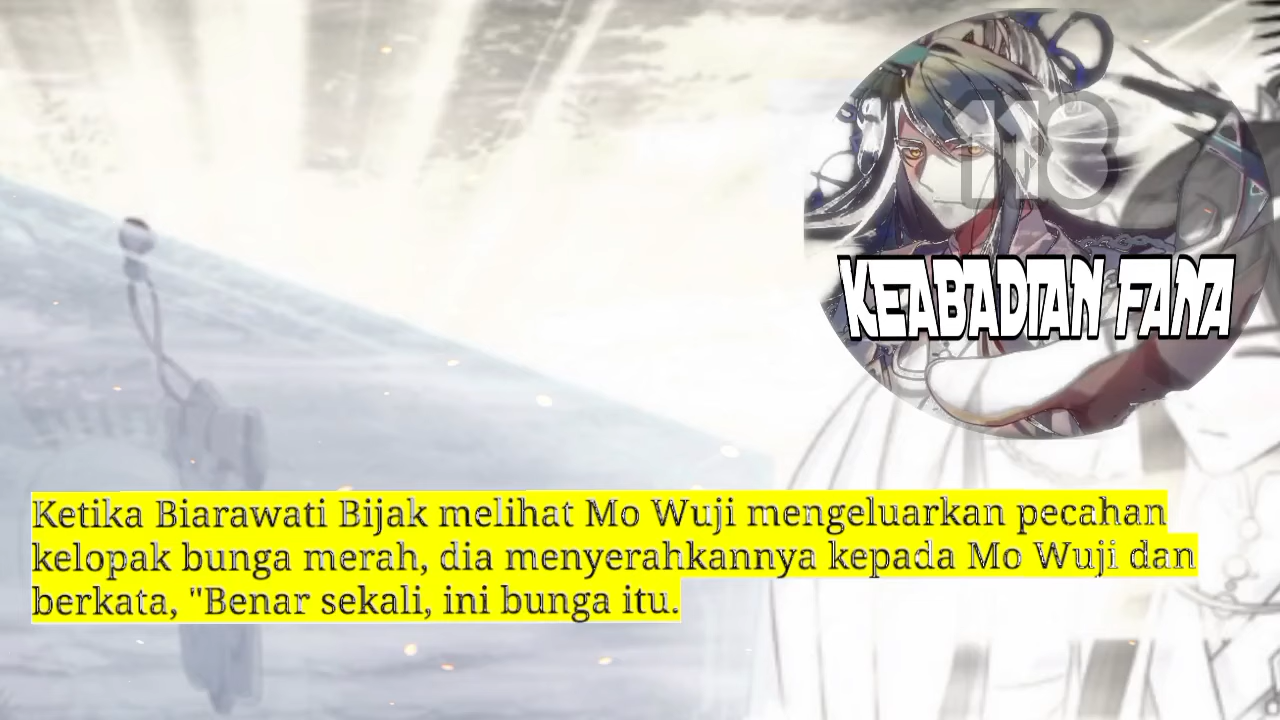 118
KEABADIAN FANA
Ketika Biarawati Bijak melihat Mo Wuji mengeluarkan pecahan
kelopak bunga merah, dia menyerahkannya kepada Mo Wuji dan
berkata, "Benar sekali, ini bunga itu.